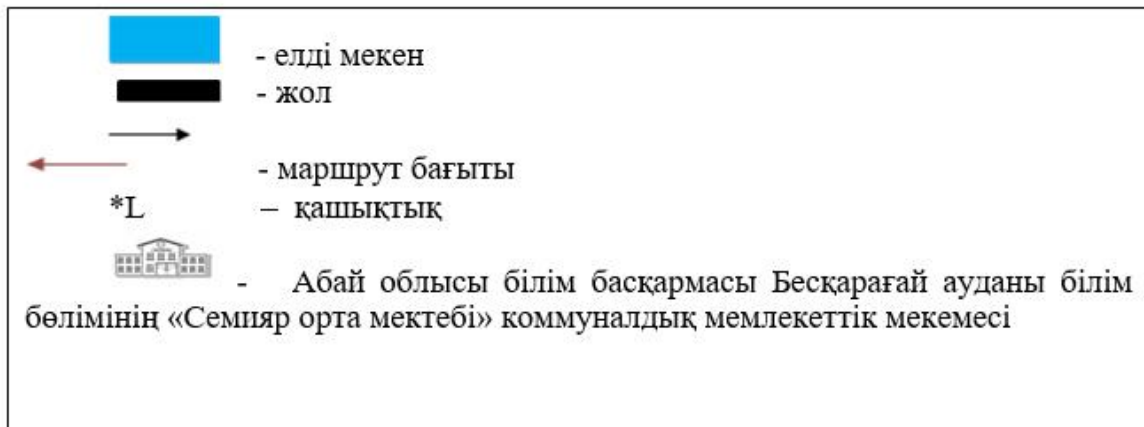 - елді мекен
- жол
- маршрут бағыты
*L – қашықтық
- Абай облысы білім басқармасы Бесқарағай ауданы білім
бөлімінің «Семияр орта мектебі» коммуналдық мемлекеттік мекемесі